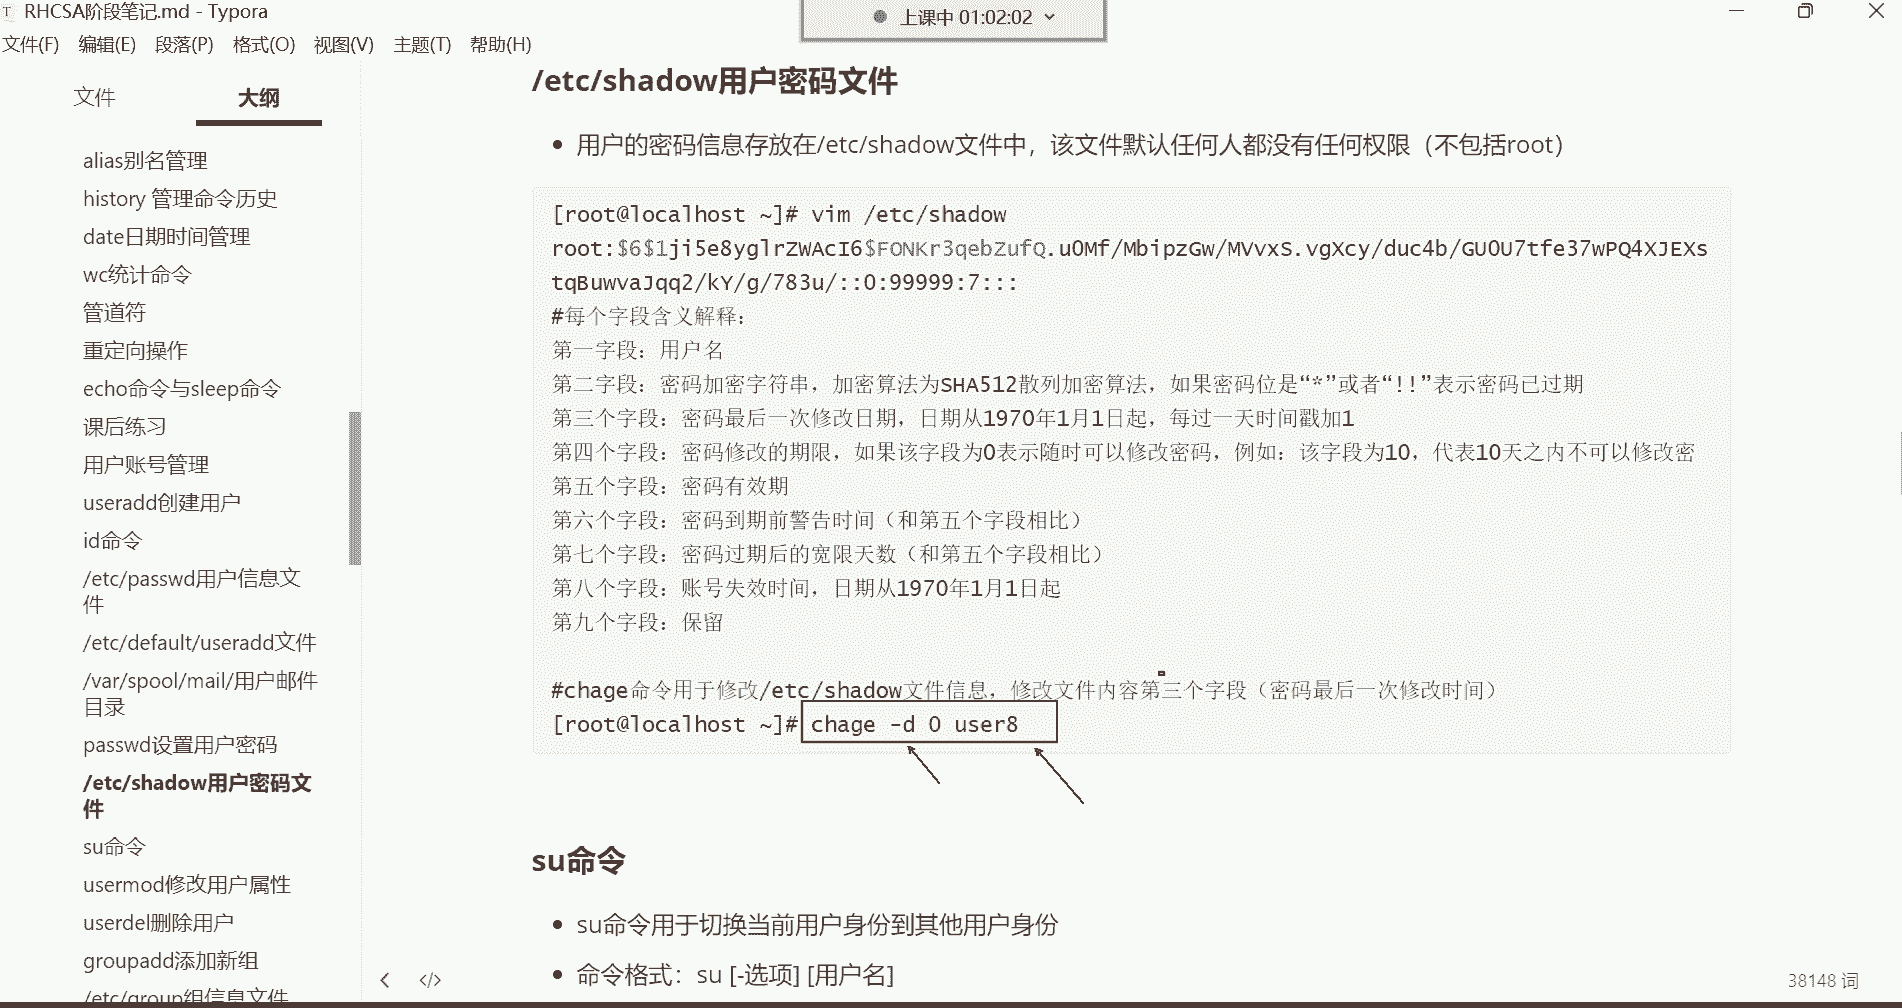 RHCSA阶段笔记.md - Typora
上课中 01:02:02
文件(F) 编辑(E) 段落(P) 格式(O) 视图(V) 主题(T) 帮助(H)
文件 大纲
alias别名管理
history 管理命令历史
date日期时间管理
wc统计命令
管道符
重定向操作
echo命令与sleep命令
课后练习
用户账号管理
useradd创建用户
id命令
/etc/passwd用户信息文
件
/etc/default/useradd文件
/var/spool/mail/用户邮件
目录
passwd设置用户密码
/etc/shadow用户密码文
件
su命令
usermod修改用户属性
userdel删除用户
groupadd添加新组
/etc/group组信息文件
/etc/shadow用户密码文件
用户的密码信息存放在/etc/shadow文件中，该文件默认任何人都没有任何权限（不包括root）
[root@localhost ~]# vim /etc/shadow
root:$6$1ji5e8yglrZWAcI6$FONKr3qebZufQ.u0Mf/MbipzGw/MVvxS.vgXcy/duc4b/GU0U7tfe37wPQ4XJEXs
tqBuwvaJqq2/kY/g/783u/::0:99999:7:::
#每个字段含义解释：
第一字段：用户名
第二字段：密码加密字符串，加密算法为SHA512散列加密算法，如果密码位是“*”或者“!!”表示密码已过期
第三个字段：密码最后一次修改日期，日期从1970年1月1日起，每过一天时间戳加1
第四个字段：密码修改的期限，如果该字段为0表示随时可以修改密码，例如：该字段为10，代表10天之内不可以修改密
第五个字段：密码有效期
第六个字段：密码到期前警告时间（和第五个字段相比）
第七个字段：密码过期后的宽限天数（和第五个字段相比）
第八个字段：账号失效时间，日期从1970年1月1日起
第九个字段：保留
#chage命令用于修改/etc/shadow文件信息，修改文件内容第三个字段（密码最后一次修改时间）
[root@localhost ~]# chage -d 0 user8
su命令
su命令用于切换当前用户身份到其他用户身份
命令格式：su [-选项] [用户名]
38148 词